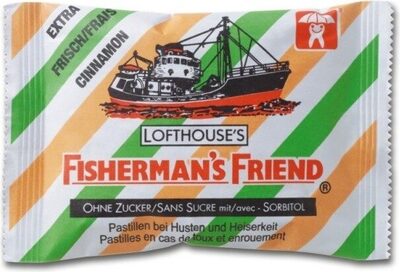 EXTRA
FRISCH/FRAIS
CINNAMON
LOFTHOUSE'S
FISHERMAN'S FRIEND®
OHNE ZUCKER/SANS SUCRE mit/avec - SORBITOL
Pastillen bei Husten und Heiserkeit
Pastilles en cas de toux et enrouement